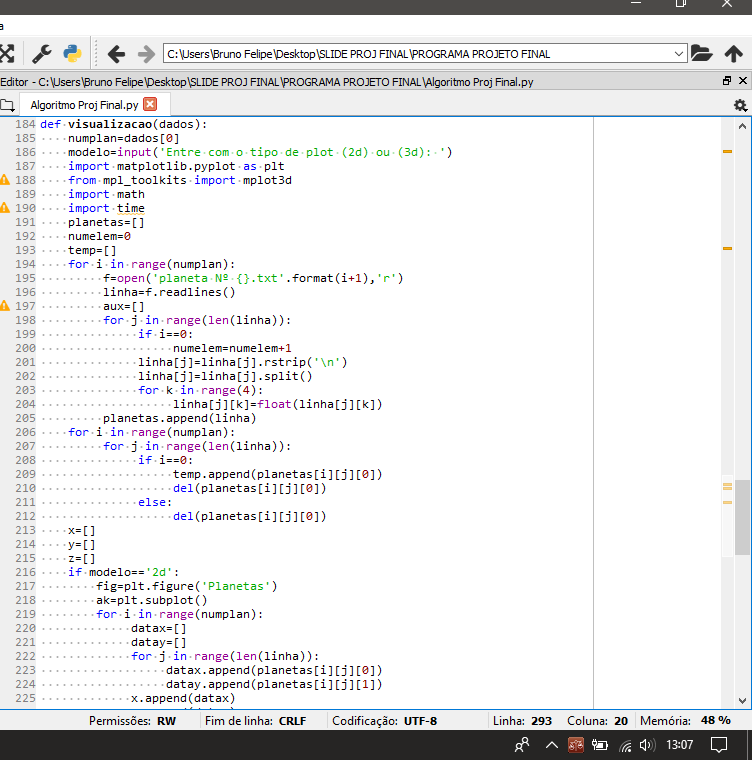 a
C:\Users\Bruno Felipe\Desktop\SLIDE PROJ FINAL\PROGRAMA PROJETO FINAL
Editor - C:\Users\Bruno Felipe\Desktop\SLIDE PROJ FINAL\PROGRAMA PROJETO FINAL\Algoritmo Proj Final.py
Algoritmo Proj Final.py
184 def visualizacao(dados):
185     numplan=dados[0]
186     modelo=input('Entre com o tipo de plot (2d) ou (3d): ')
187     import matplotlib.pyplot as plt
188     from mpl_toolkits import mplot3d
189     import math
190     import time
191     planetas=[]
192     numelem=0
193     temp=[]
194     for i in range(numplan):
195         f=open('planeta Nº {}.txt'.format(i+1),'r')
196         linha=f.readlines()
197         aux=[]
198         for j in range(len(linha)):
199             if i==0:
200                 numelem=numelem+1
201             linha[j]=linha[j].rstrip('\n')
202             linha[j]=linha[j].split()
203             for k in range(4):
204                 linha[j][k]=float(linha[j][k])
205         planetas.append(linha)
206     for i in range(numplan):
207         for j in range(len(linha)):
208             if i==0:
209                 temp.append(planetas[i][j][0])
210                 del(planetas[i][j][0])
211             else:
212                 del(planetas[i][j][0])
213     x=[]
214     y=[]
215     z=[]
216     if modelo=='2d':
217         fig=plt.figure('Planetas')
218         ak=plt.subplot()
219         for i in range(numplan):
220             datax=[]
221             datay=[]
222             for j in range(len(linha)):
223                 datax.append(planetas[i][j][0])
224                 datay.append(planetas[i][j][1])
225             x.append(datax)
Permissões: RW Fim de linha: CRLF Codificação: UTF-8 Linha: 293 Coluna: 20 Memória: 48 %
13:07